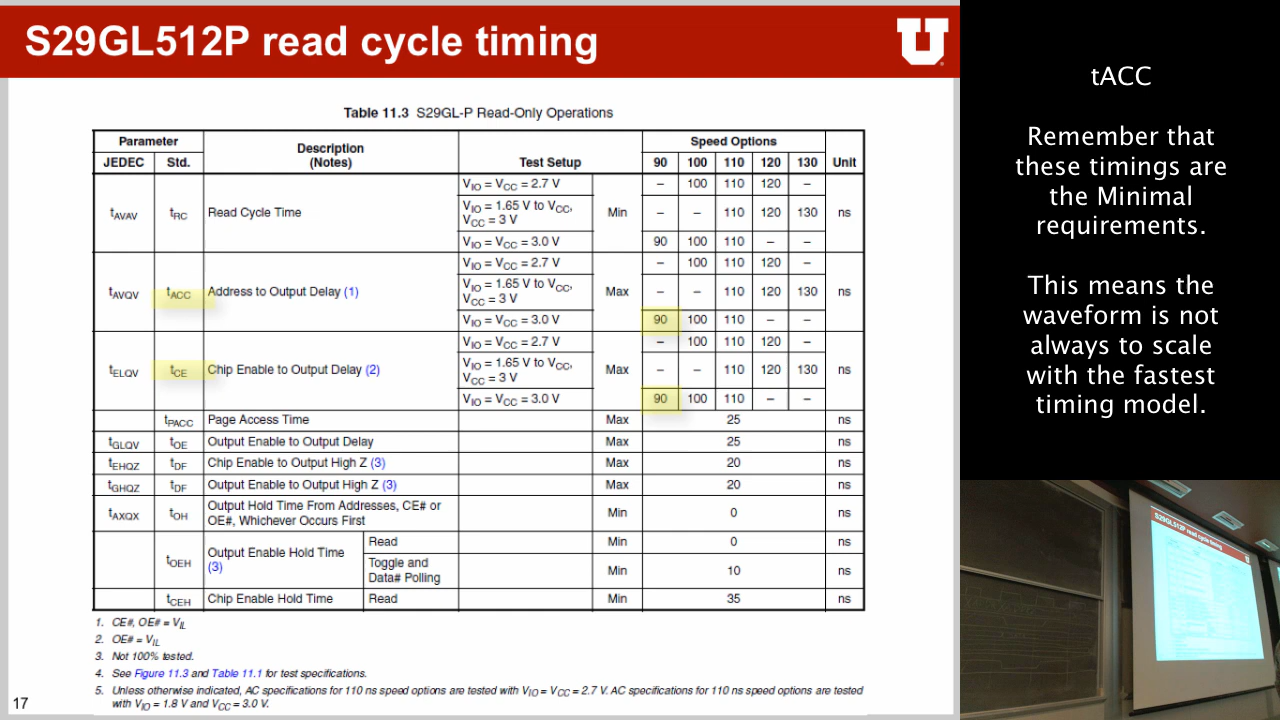 S29GL512P read cycle timing
U
Table 11.3 S29GL-P Read-Only Operations
Parameter Description (Notes) Test Setup Speed Options Unit
JEDEC Std. 90 100 110 120 130
tAVAV tRC Read Cycle Time VIO = VCC = 2.7 V Min – 100 110 120 – ns
VIO = 1.65 V to VCC, VCC = 3 V – – 110 120 130
VIO = VCC = 3.0 V 90 100 110 – –
tAVQV tACC Address to Output Delay (1) VIO = VCC = 2.7 V Max – 100 110 120 – ns
VIO = 1.65 V to VCC, VCC = 3 V – – 110 120 130
VIO = VCC = 3.0 V 90 100 110 – –
tELQV tCE Chip Enable to Output Delay (2) VIO = VCC = 2.7 V Max – 100 110 120 – ns
VIO = 1.65 V to VCC, VCC = 3 V – – 110 120 130
VIO = VCC = 3.0 V 90 100 110 – –
tPACC Page Access Time Max 25 ns
tGLQV tOE Output Enable to Output Delay Max 25 ns
tEHQZ tDF Chip Enable to Output High Z (3) Max 20 ns
tGHQZ tDF Output Enable to Output High Z (3) Max 20 ns
tAXQX tOH Output Hold Time From Addresses, CE# or OE#, Whichever Occurs First Min 0 ns
tOEH Output Enable Hold Time (3) Read Min 0 ns
Toggle and Data# Polling Min 10 ns
tCEH Chip Enable Hold Time Read Min 35 ns
1. CE#, OE# = VIL
2. OE# = VIL
3. Not 100% tested.
4. See Figure 11.3 and Table 11.1 for test specifications.
5. Unless otherwise indicated, AC specifications for 110 ns speed options are tested with VIO = VCC = 2.7 V. AC specifications for 110 ns speed options are tested
with VIO = 1.8 V and VCC = 3.0 V.
17
tACC
Remember that
these timings are
the Minimal
requirements.
This means the
waveform is not
always to scale
with the fastest
timing model.
S29GL512P read cycle timing